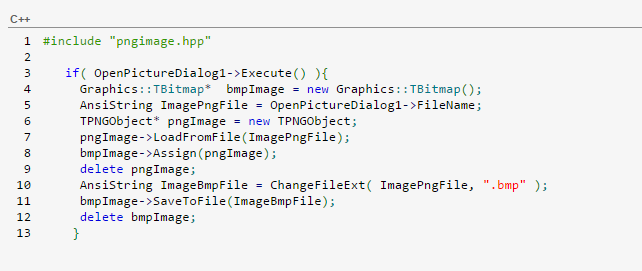 C++
1 #include "pngimage.hpp"
2
3 if( OpenPictureDialog1->Execute() ){
4 Graphics::TBitmap* bmpImage = new Graphics::TBitmap();
5 AnsiString ImagePngFile = OpenPictureDialog1->FileName;
6 TPNGObject* pngImage = new TPNGObject;
7 pngImage->LoadFromFile(ImagePngFile);
8 bmpImage->Assign(pngImage);
9 delete pngImage;
10 AnsiString ImageBmpFile = ChangeFileExt( ImagePngFile, ".bmp" );
11 bmpImage->SaveToFile(ImageBmpFile);
12 delete bmpImage;
13 }